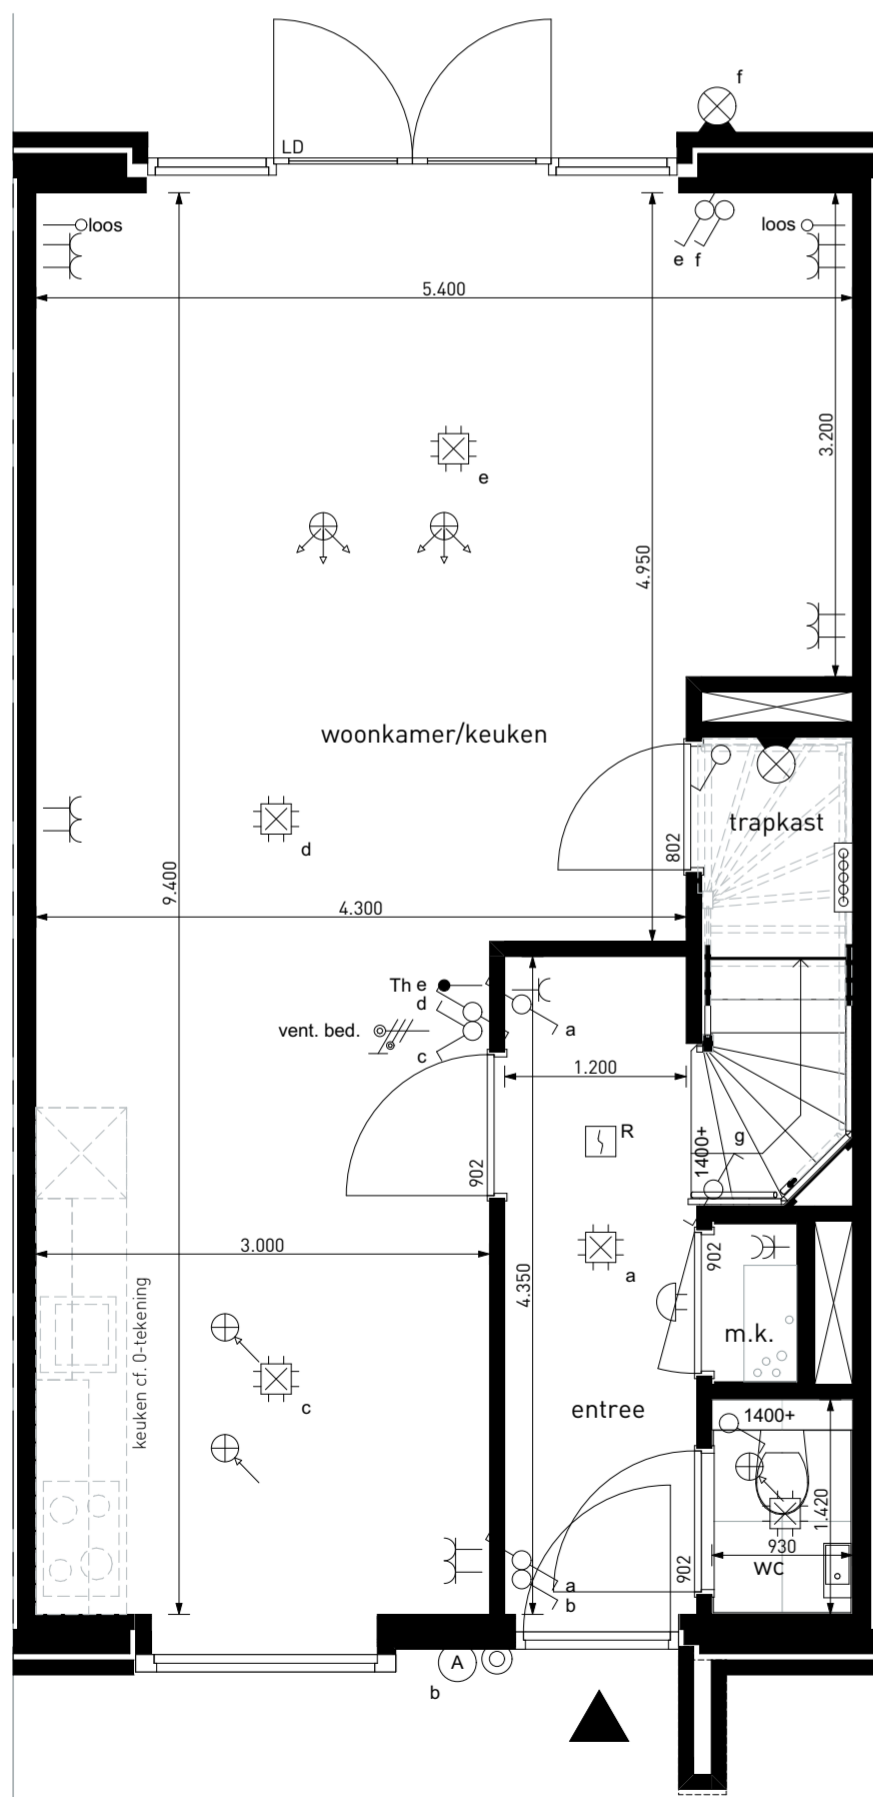 f
LD
loos
loos
e f
5.400
e
3.200
4.950
woonkamer/keuken
trapkast
802
d
9.400
4.300
Th e
d
a
vent. bed.
c
1.200
R
g
1400+
902
902
3.000
a
4.350
keuken cf. 0-tekening
m.k.
c
entree
1400+
1.420
930
wc
902
a
b
A
b